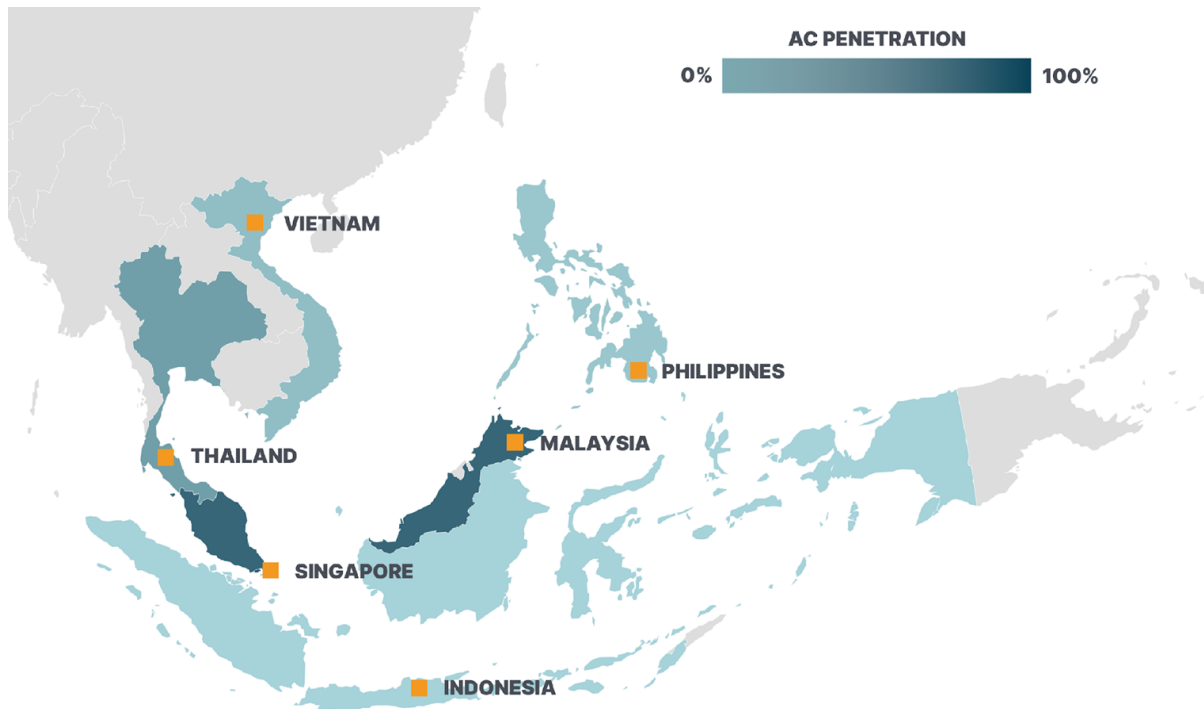 AC PENETRATION
0% 100%
VIETNAM
PHILIPPINES
MALAYSIA
THAILAND
SINGAPORE
INDONESIA